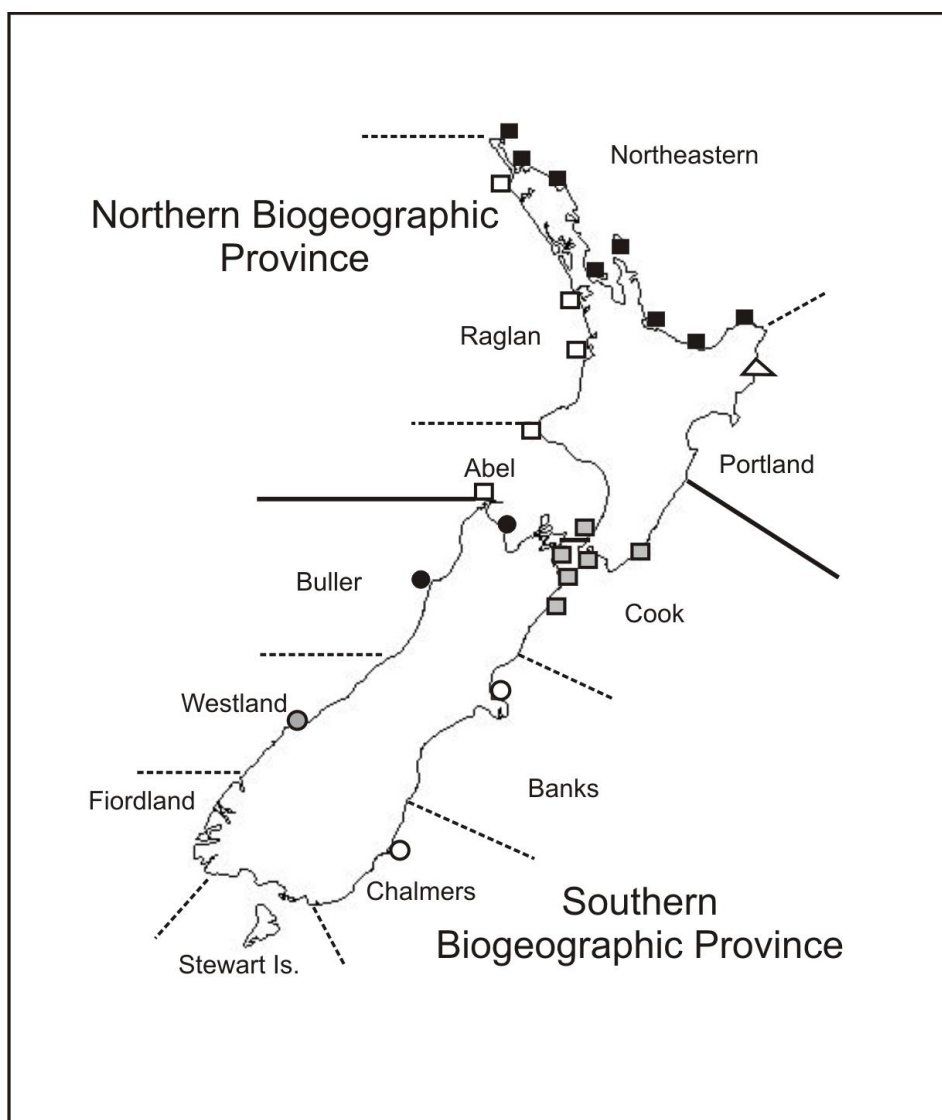 Northeastern
Northern Biogeographic
Province
Raglan
Abel
Portland
Buller
Cook
Westland
Banks
Fiordland
Chalmers
Southern
Biogeographic Province
Stewart Is.